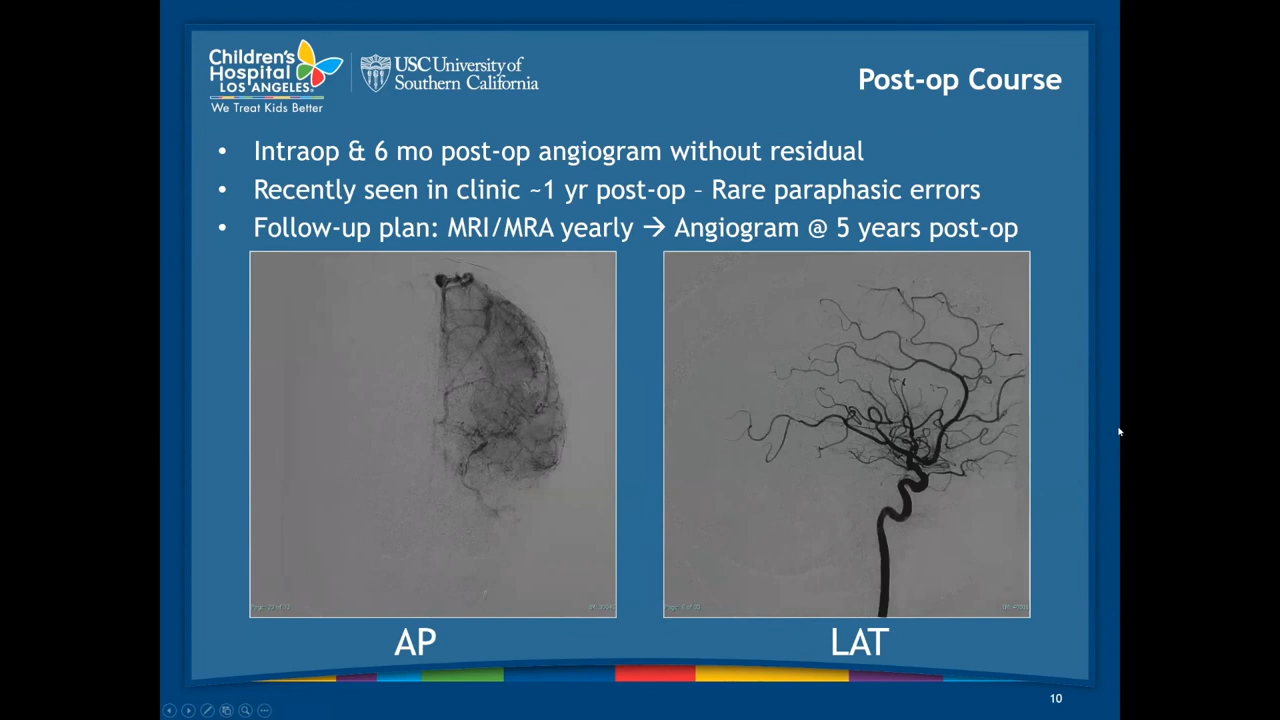 Children's
Hospital
LOS ANGELES®
We Treat Kids Better
USC University of
Southern California
Post-op Course
• Intraop & 6 mo post-op angiogram without residual
• Recently seen in clinic ~1 yr post-op – Rare paraphasic errors
• Follow-up plan: MRI/MRA yearly → Angiogram @ 5 years post-op
AP
LAT
10